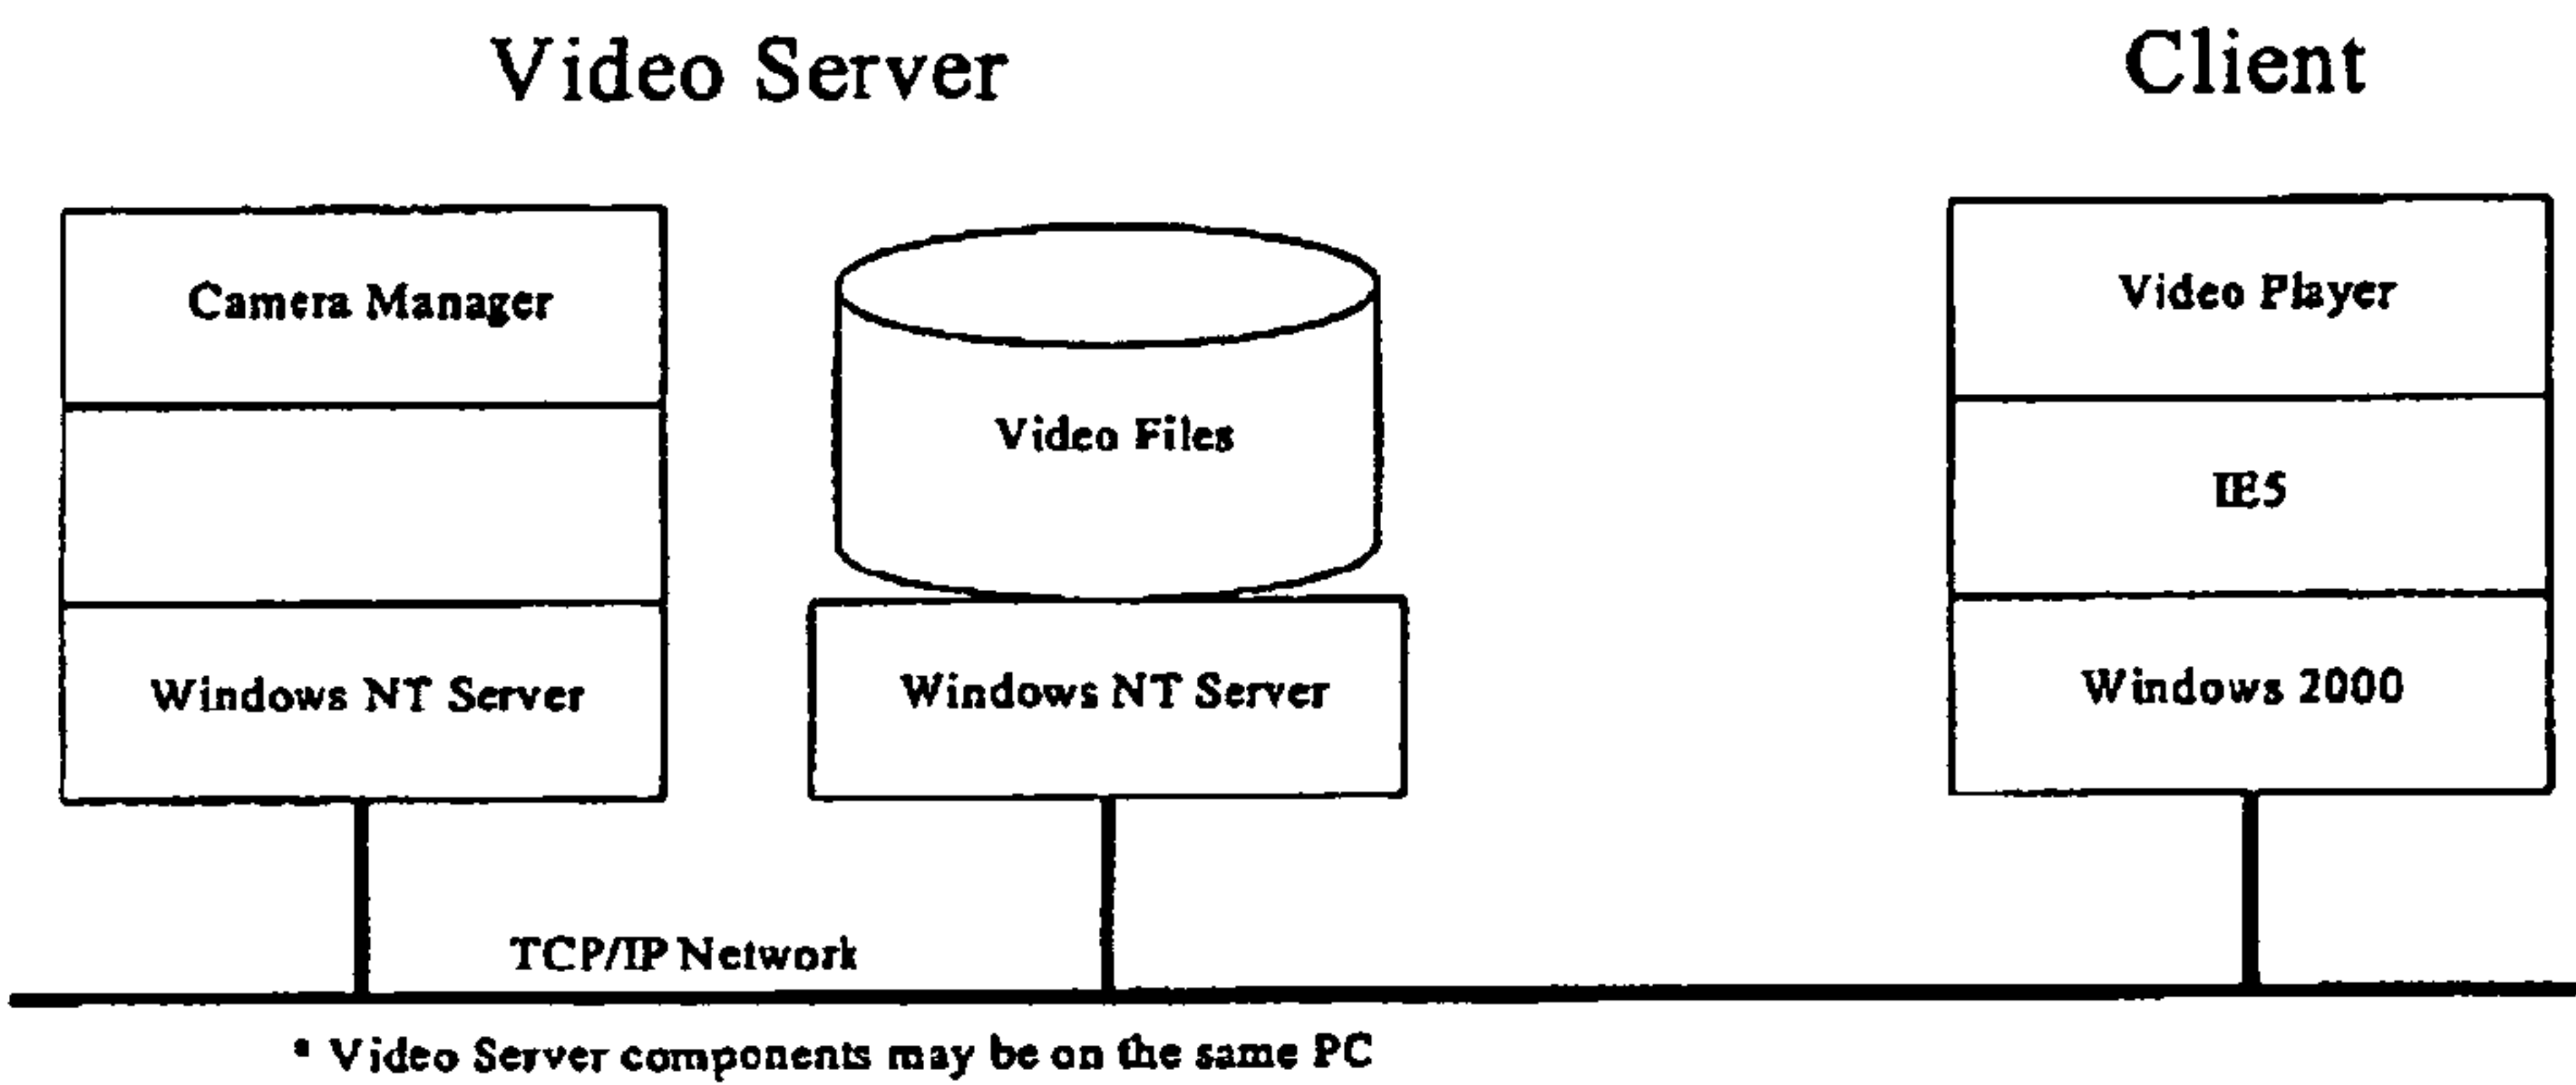 Video Server
Client
Camera Manager
Windows NT Server
Video Files
Windows NT Server
Video Player
IE5
Windows 2000
TCP/IP Network
* Video Server components may be on the same PC